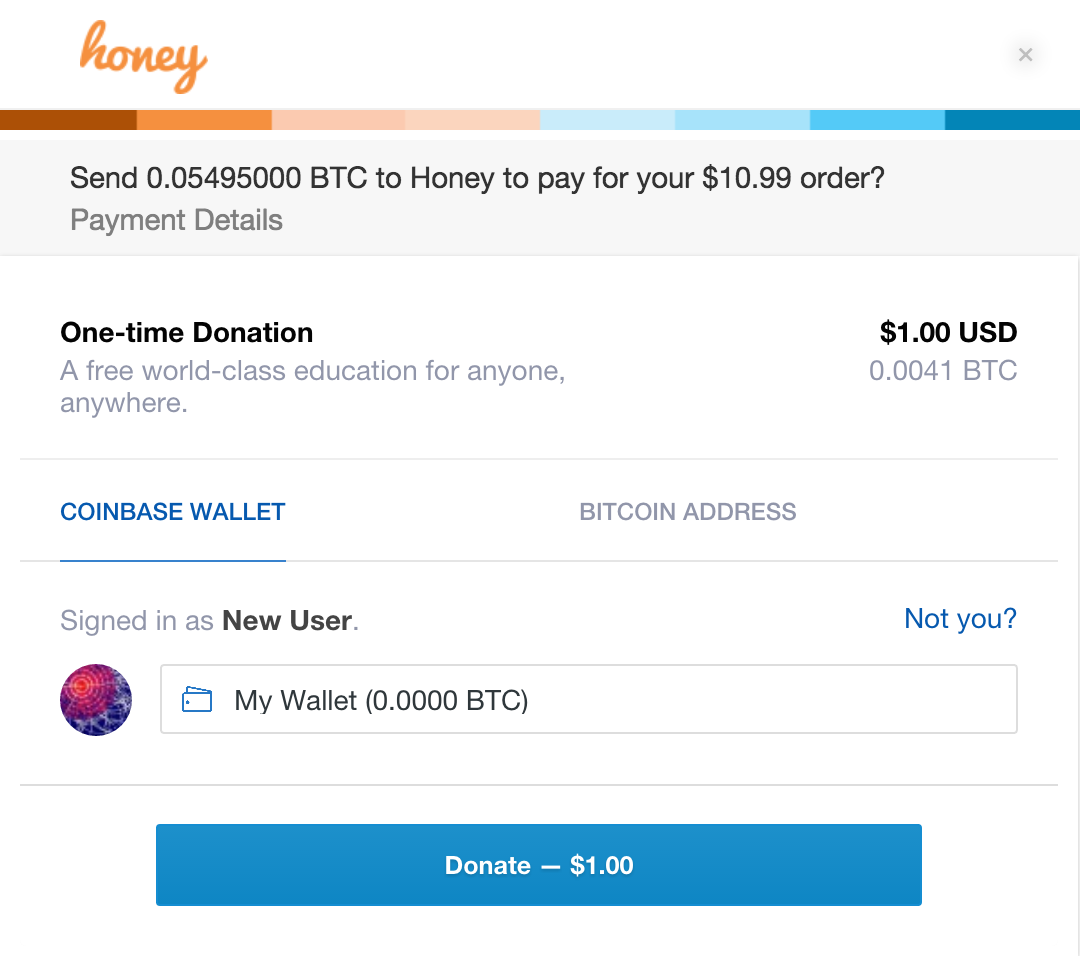 honey
×
Send 0.05495000 BTC to Honey to pay for your $10.99 order?
Payment Details
One-time Donation
$1.00 USD
A free world-class education for anyone,
0.0041 BTC
anywhere.
COINBASE WALLET
BITCOIN ADDRESS
Signed in as New User.
Not you?
My Wallet (0.0000 BTC)
Donate — $1.00